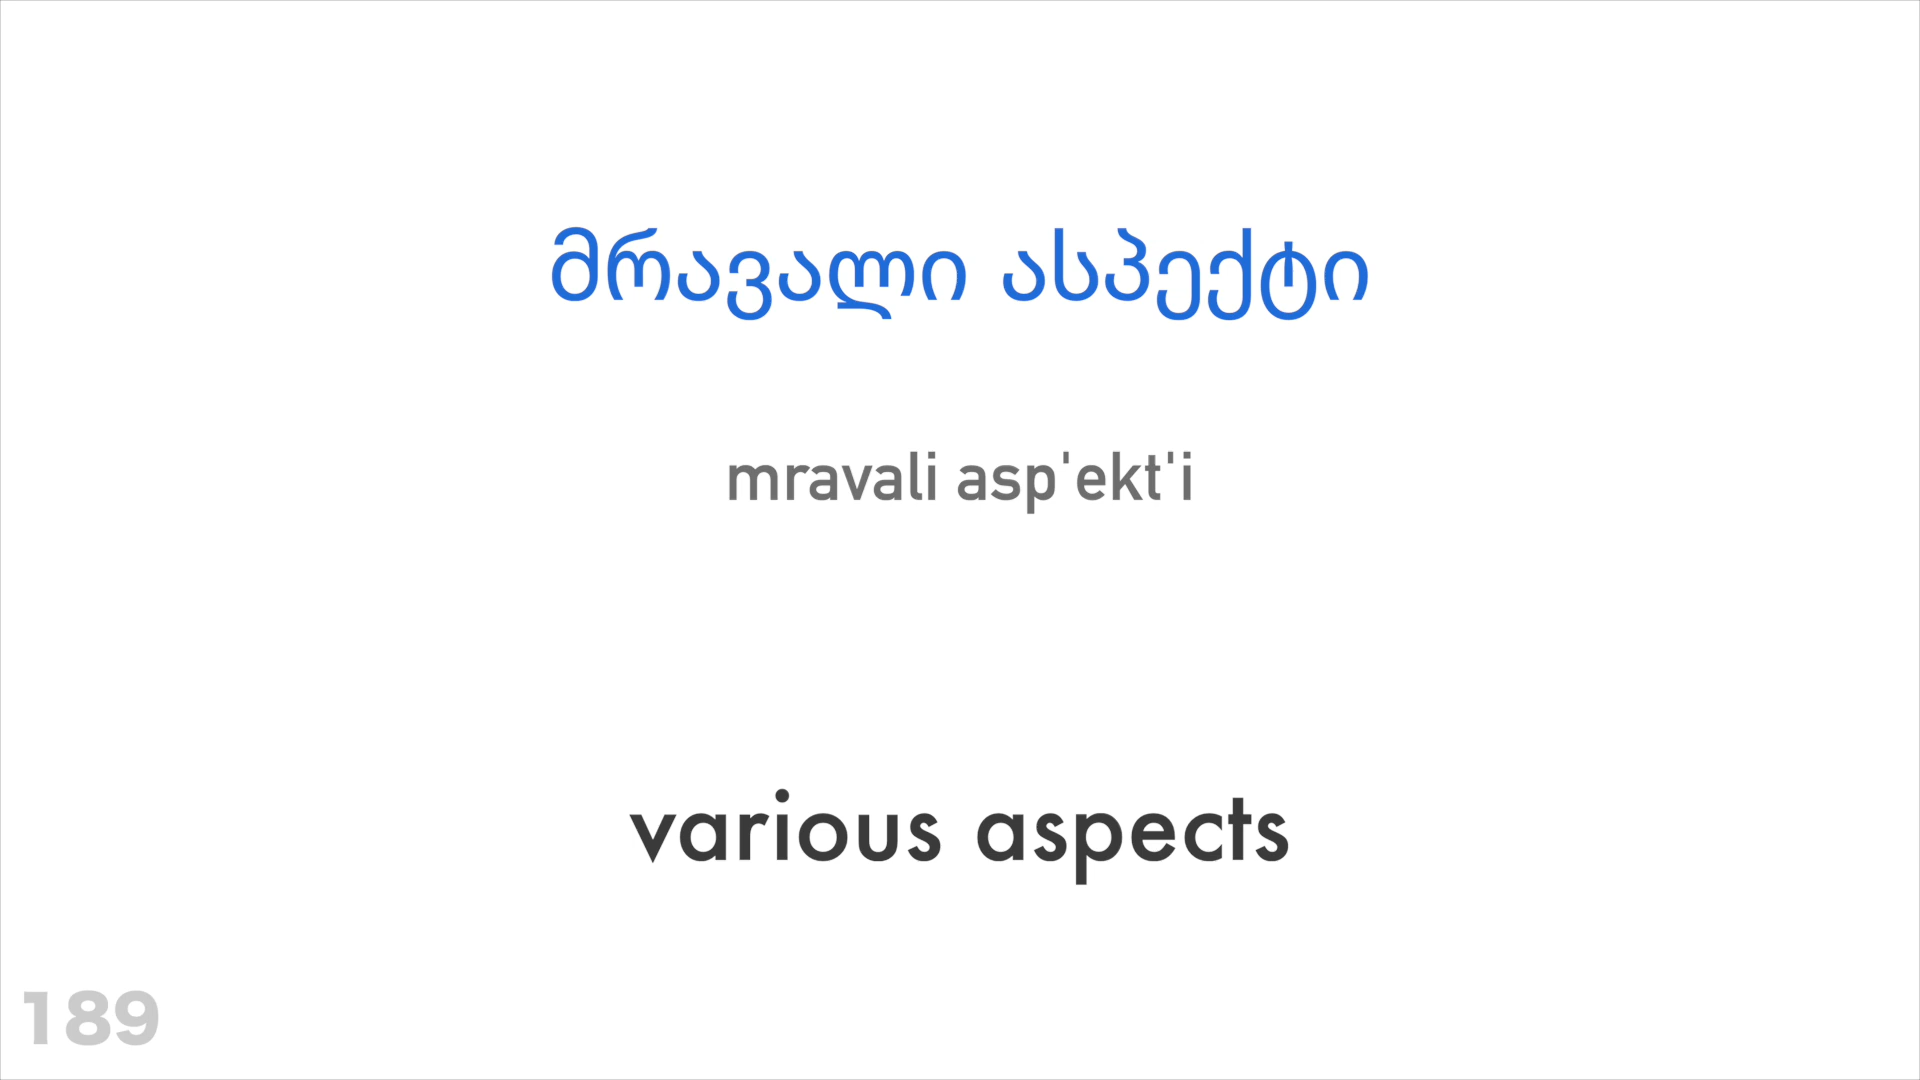 მრავალი ასპექტი
mravali asp'ekt'i
various aspects
189